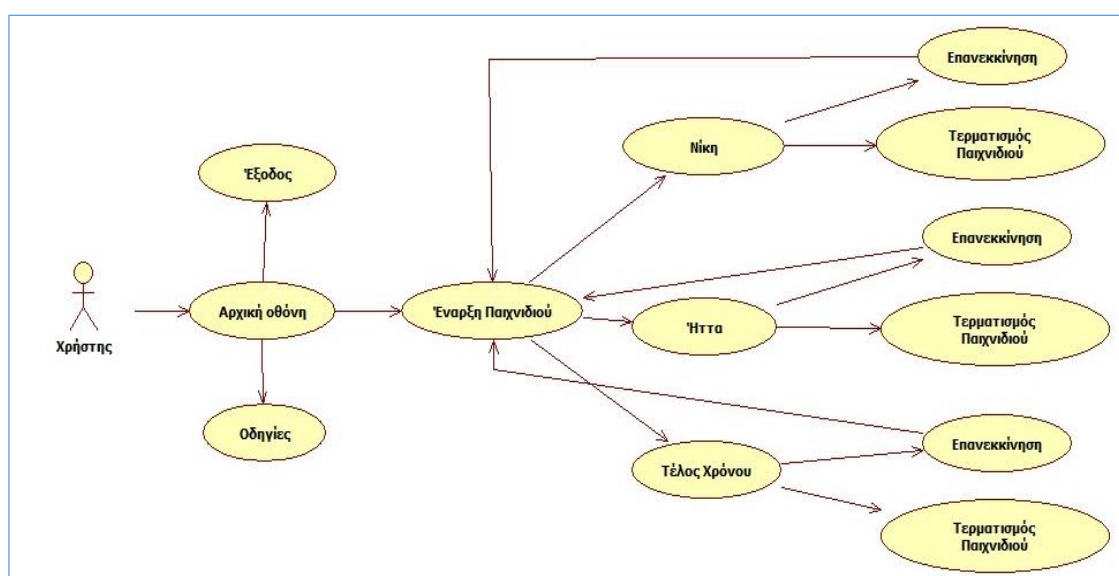 Επανεκκίνηση
Νίκη
Τερματισμός
Παιχνιδιού
Έξοδος
Επανεκκίνηση
Χρήστης
Αρχική οθόνη
Έναρξη Παιχνιδιού
Ήττα
Τερματισμός
Παιχνιδιού
Οδηγίες
Επανεκκίνηση
Τέλος Χρόνου
Τερματισμός
Παιχνιδιού